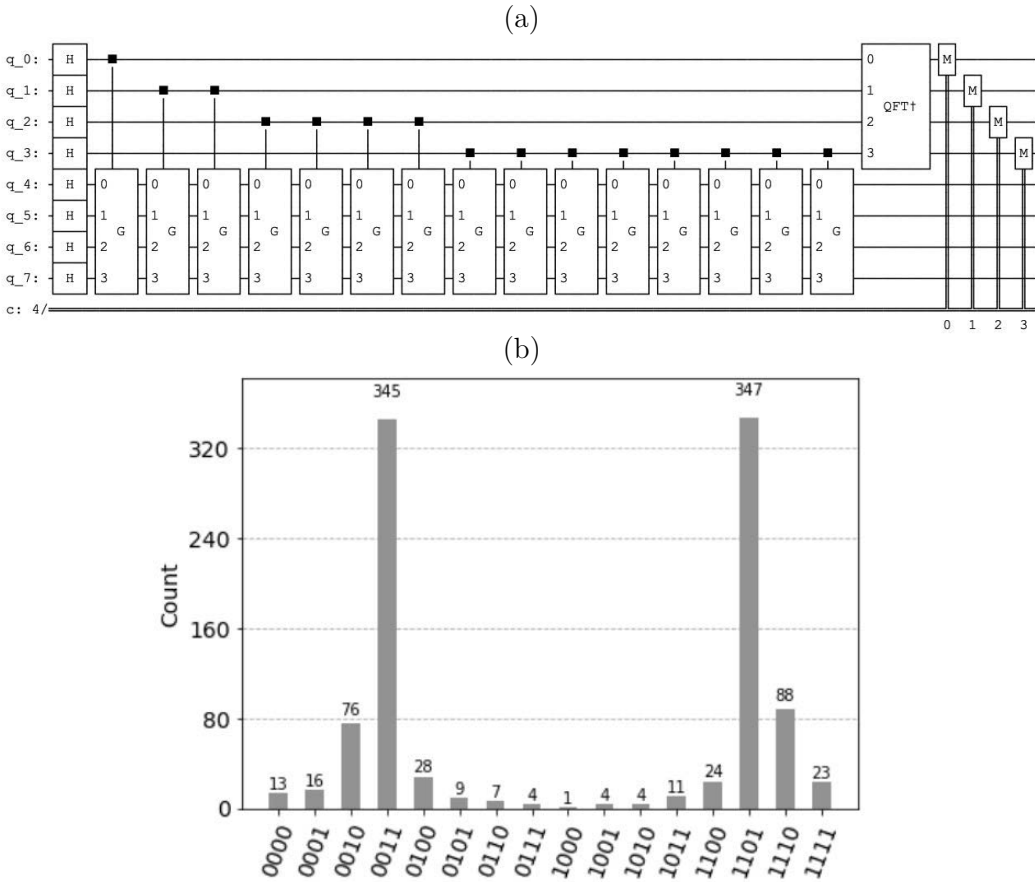 (a)
q_0: H 0 M
q_1: H 1 M
QFT†
q_2: H 2 M
q_3: H 3 M
q_4: H 0 0 0 0 0 0 0 0 0 0 0 0 0 0 0
q_5: H 1 1 1 1 1 1 1 1 1 1 1 1 1 1 1
G G G G G G G G G G G G G G G
q_6: H 2 2 2 2 2 2 2 2 2 2 2 2 2 2 2
q_7: H 3 3 3 3 3 3 3 3 3 3 3 3 3 3 3
c: 4/
0 1 2 3
(b)
345 347
320
240
160
80
0
Count
13 16 76 28 9 7 4 1 4 4 11 24 88 23
0000 0001 0010 0011 0100 0101 0110 0111 1000 1001 1010 1011 1100 1101 1110 1111